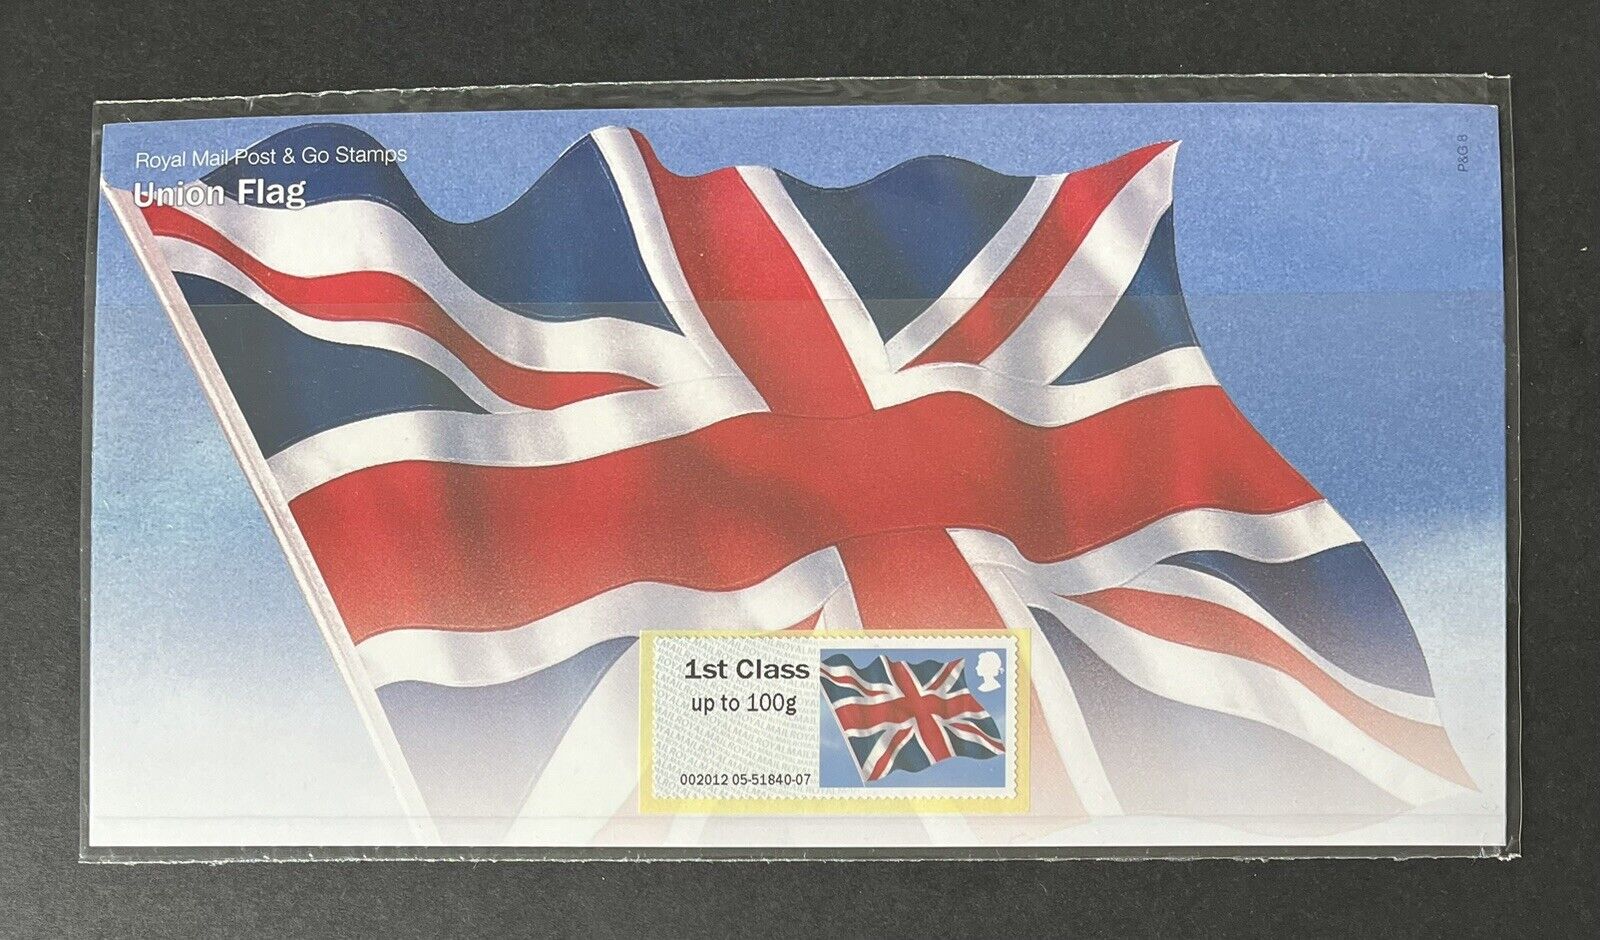 Royal Mail Post & Go Stamps
Union Flag
P&G 8
1st Class
up to 100g
002012 05-51840-07